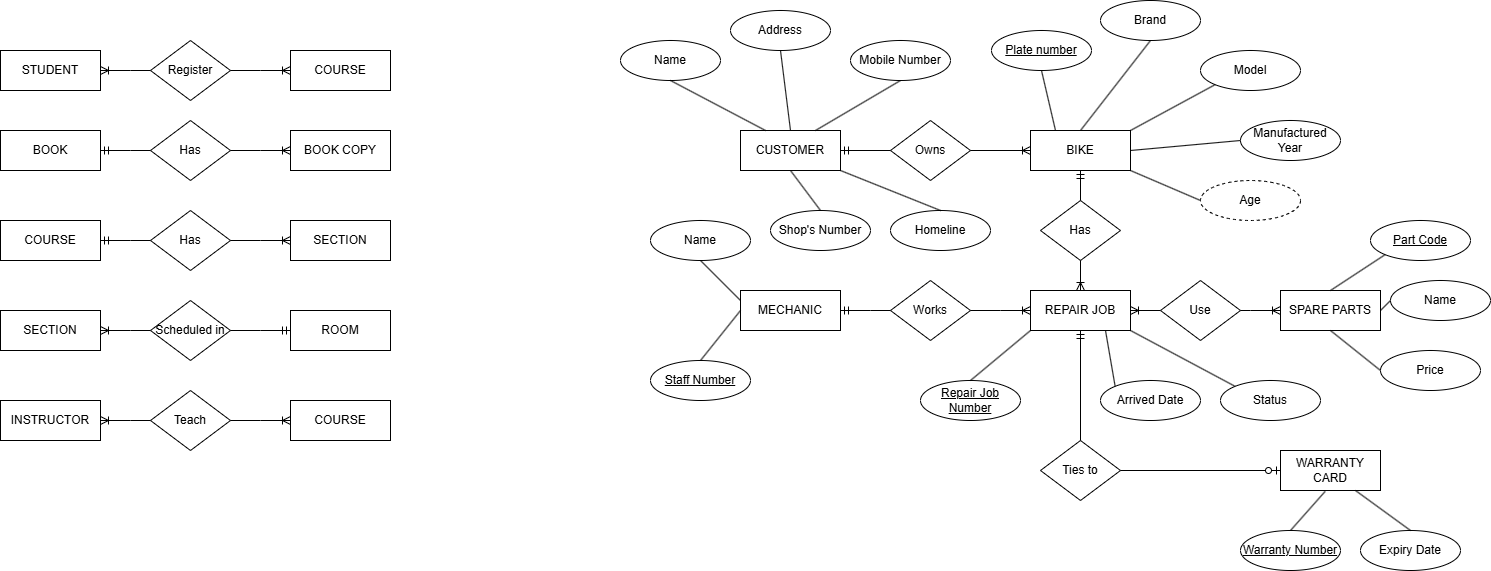 STUDENT
Register
COURSE
BOOK
Has
BOOK COPY
COURSE
Has
SECTION
SECTION
Scheduled in
ROOM
INSTRUCTOR
Teach
COURSE
Name
Address
Mobile Number
CUSTOMER
Shop's Number
Homeline
Owns
Plate number
Brand
Model
Manufactured
Year
Age
BIKE
Has
Name
MECHANIC
Staff Number
Works
REPAIR JOB
Repair Job
Number
Arrived Date
Status
Use
SPARE PARTS
Part Code
Name
Price
Ties to
WARRANTY
CARD
Warranty Number
Expiry Date